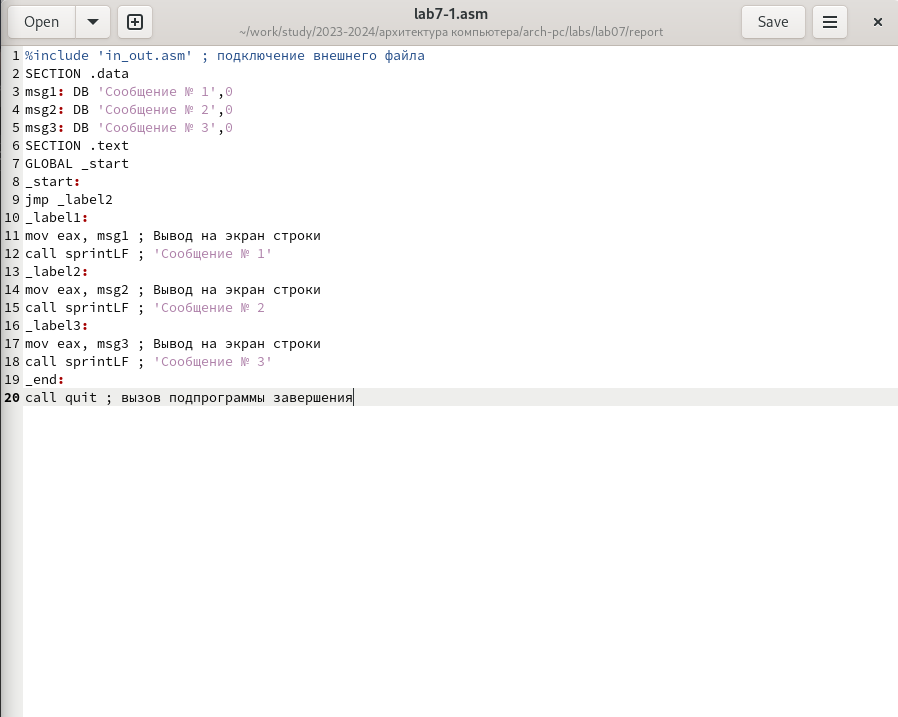 Open
lab7-1.asm
~/work/study/2023-2024/архитектура компьютера/arch-pc/labs/lab07/report
Save
1 %include 'in_out.asm' ; подключение внешнего файла
2 SECTION .data
3 msg1: DB 'Сообщение № 1',0
4 msg2: DB 'Сообщение № 2',0
5 msg3: DB 'Сообщение № 3',0
6 SECTION .text
7 GLOBAL _start
8 _start:
9 jmp _label2
10 _label1:
11 mov eax, msg1 ; Вывод на экран строки
12 call sprintLF ; 'Сообщение № 1'
13 _label2:
14 mov eax, msg2 ; Вывод на экран строки
15 call sprintLF ; 'Сообщение № 2
16 _label3:
17 mov eax, msg3 ; Вывод на экран строки
18 call sprintLF ; 'Сообщение № 3'
19 _end:
20 call quit ; вызов подпрограммы завершения